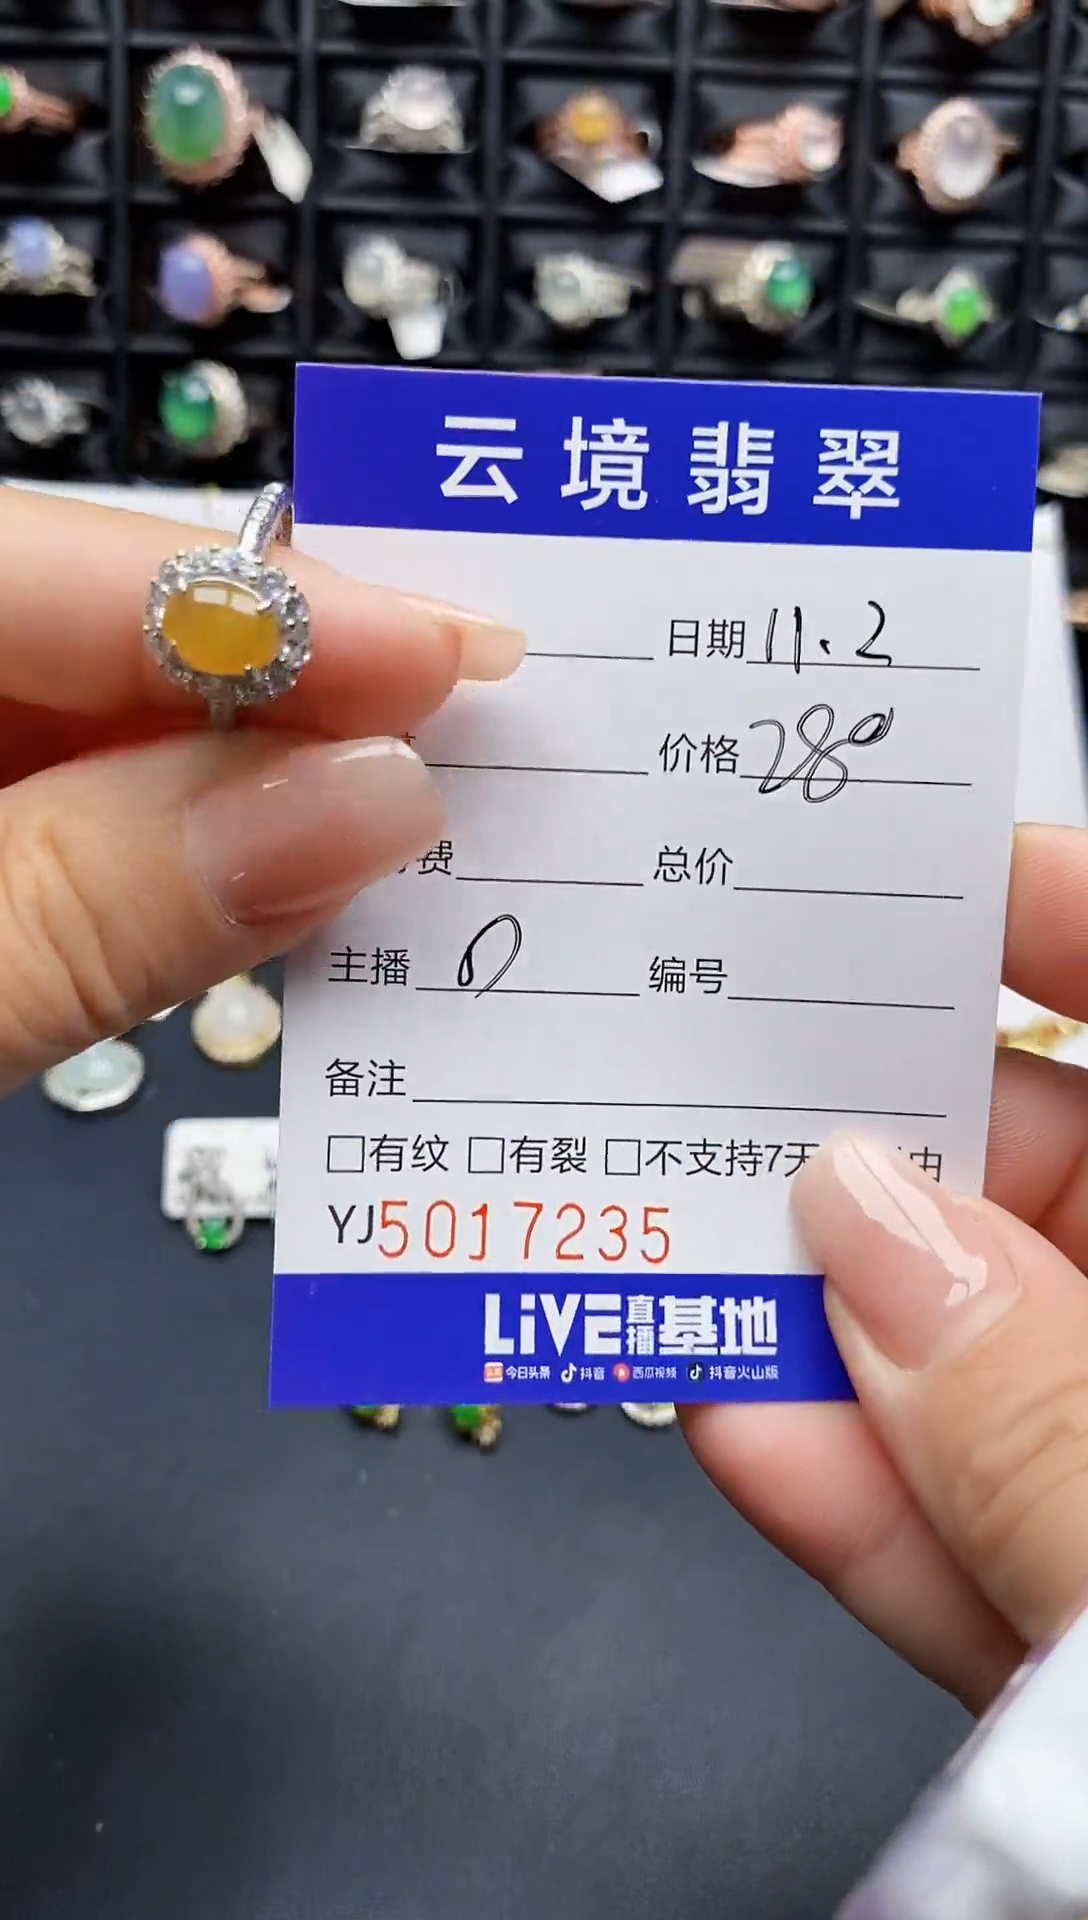 云境翡翠
日期 11.2
价格 280
费 总价
主播 编号
备注
□有纹 □有裂 □不支持7天 由
YJ5017235
LiVE直播基地
今日头条 抖音 西瓜视频 抖音火山版